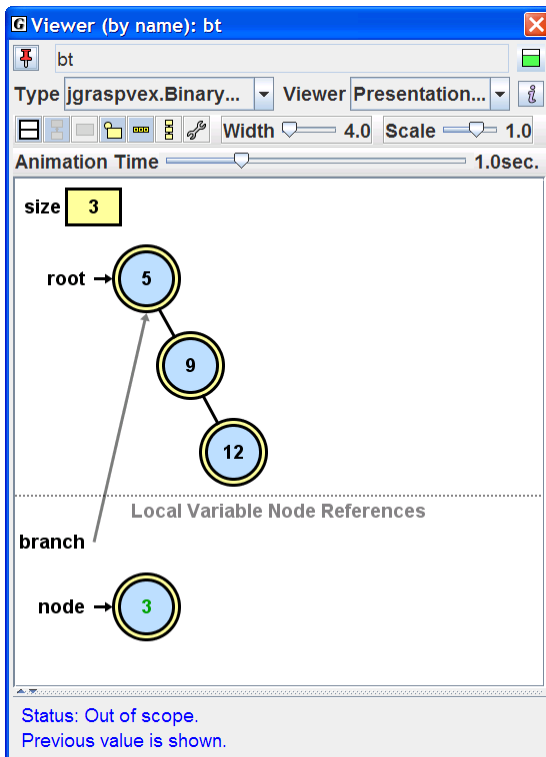 G Viewer (by name): bt
bt
Type jgraspvex.Binary... Viewer Presentation... i
Width 4.0 Scale 1.0
Animation Time 1.0sec.
size 3
root 5
9
12
Local Variable Node References
branch
node 3
Status: Out of scope.
Previous value is shown.